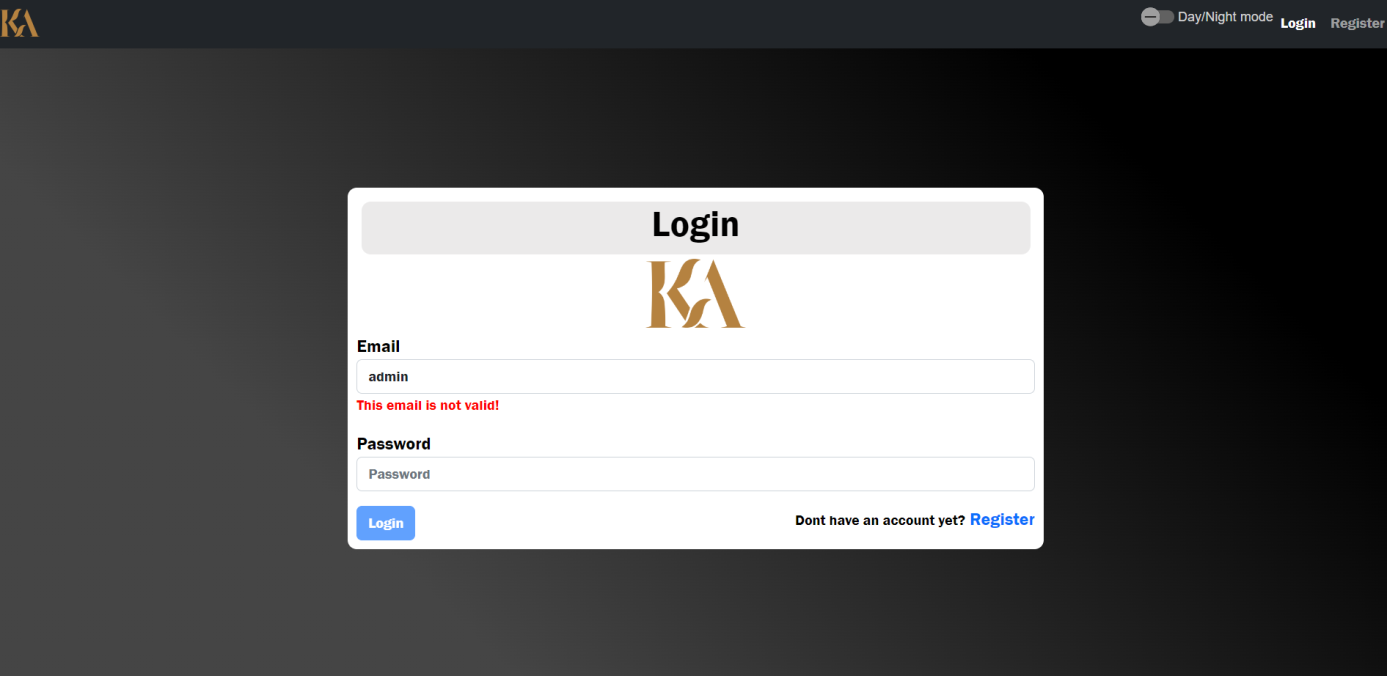 KA
Day/Night mode
Login
Register
Login
KA
Email
admin
This email is not valid!
Password
Password
Login
Dont have an account yet? Register